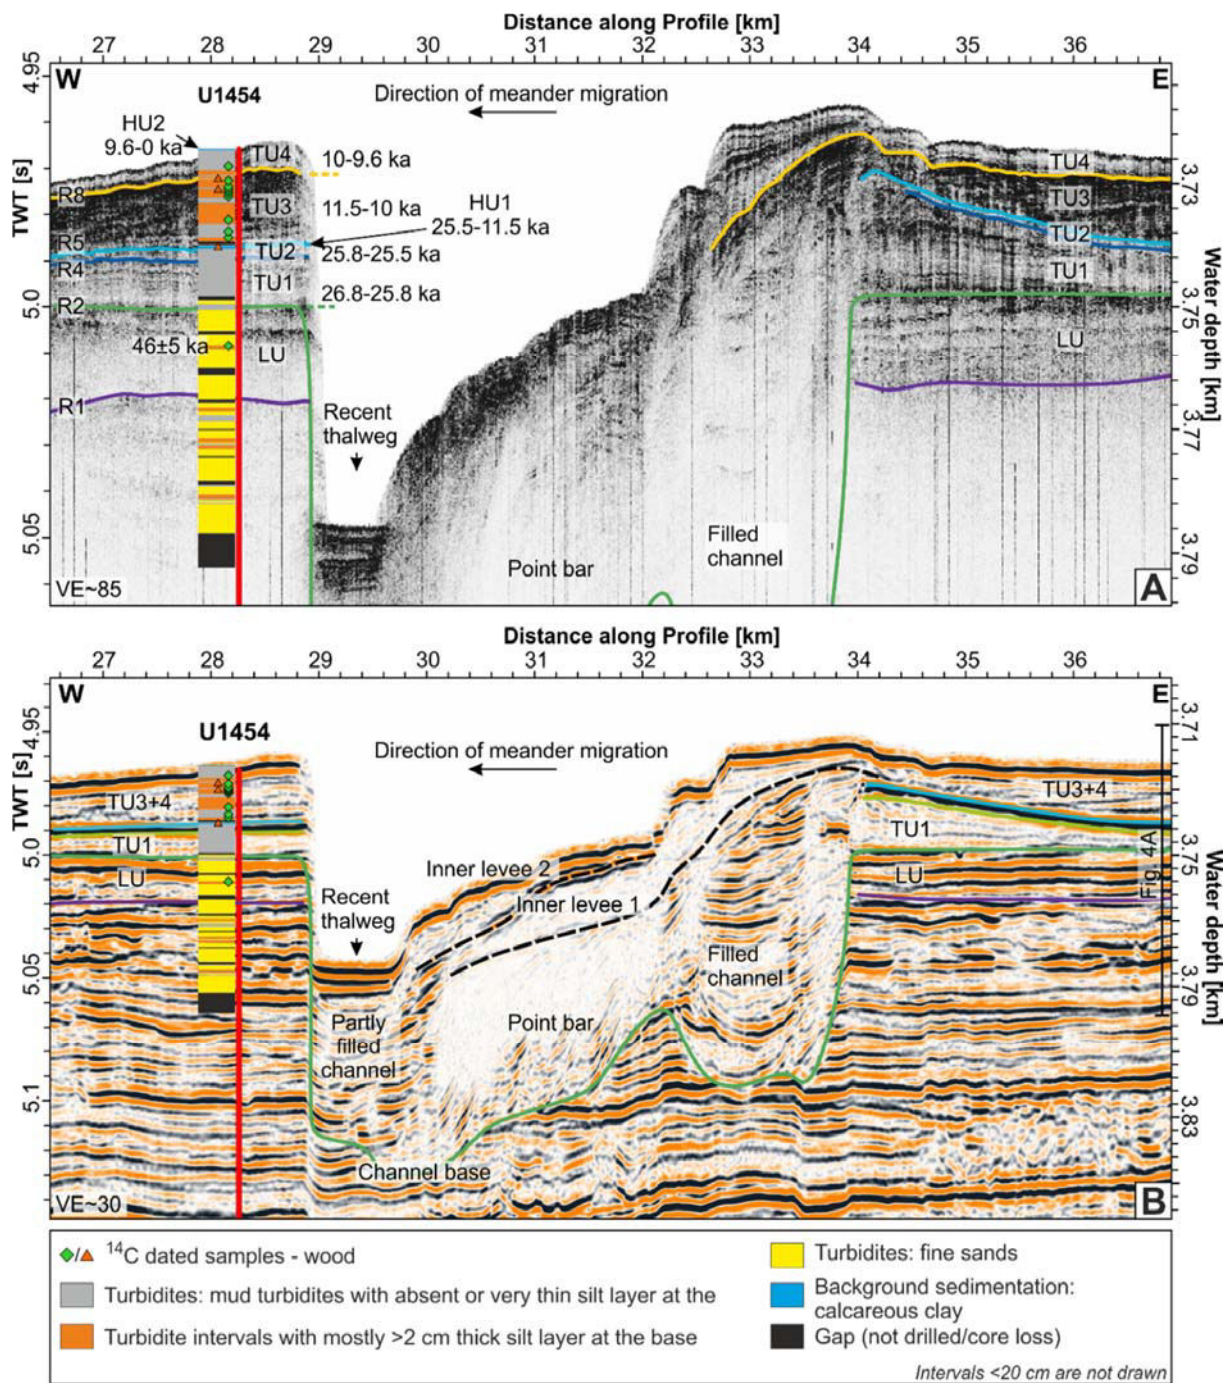 Distance along Profile [km]
27 28 29 30 31 32 33 34 35 36
W
E
U1454
Direction of meander migration
HU2
9.6-0 ka
TU4
10-9.6 ka
TU4
R8
TU3
11.5-10 ka
HU1
25.5-11.5 ka
TU3
R5
TU2
25.8-25.5 ka
TU2
R4
TU1
26.8-25.8 ka
TU1
R2
46±5 ka
LU
LU
R1
Recent
thalweg
Filled
channel
Point bar
VE~85
A
TWT [s]
4.95
5.0
5.05
Water depth [km]
3.73
3.75
3.77
3.79
Distance along Profile [km]
27 28 29 30 31 32 33 34 35 36
W
E
U1454
Direction of meander migration
TU3+4
TU3+4
TU1
TU1
LU
LU
Inner levee 2
Inner levee 1
Recent
thalweg
Filled
channel
Partly
filled
channel
Point bar
Channel base
VE~30
B
Fig. 4A
TWT [s]
4.95
5.0
5.05
5.1
Water depth [km]
3.71
3.75
3.79
3.83
/ 14C dated samples - wood
Turbidites: mud turbidites with absent or very thin silt layer at the
Turbidite intervals with mostly >2 cm thick silt layer at the base
Turbidites: fine sands
Background sedimentation:
calcareous clay
Gap (not drilled/core loss)
Intervals <20 cm are not drawn